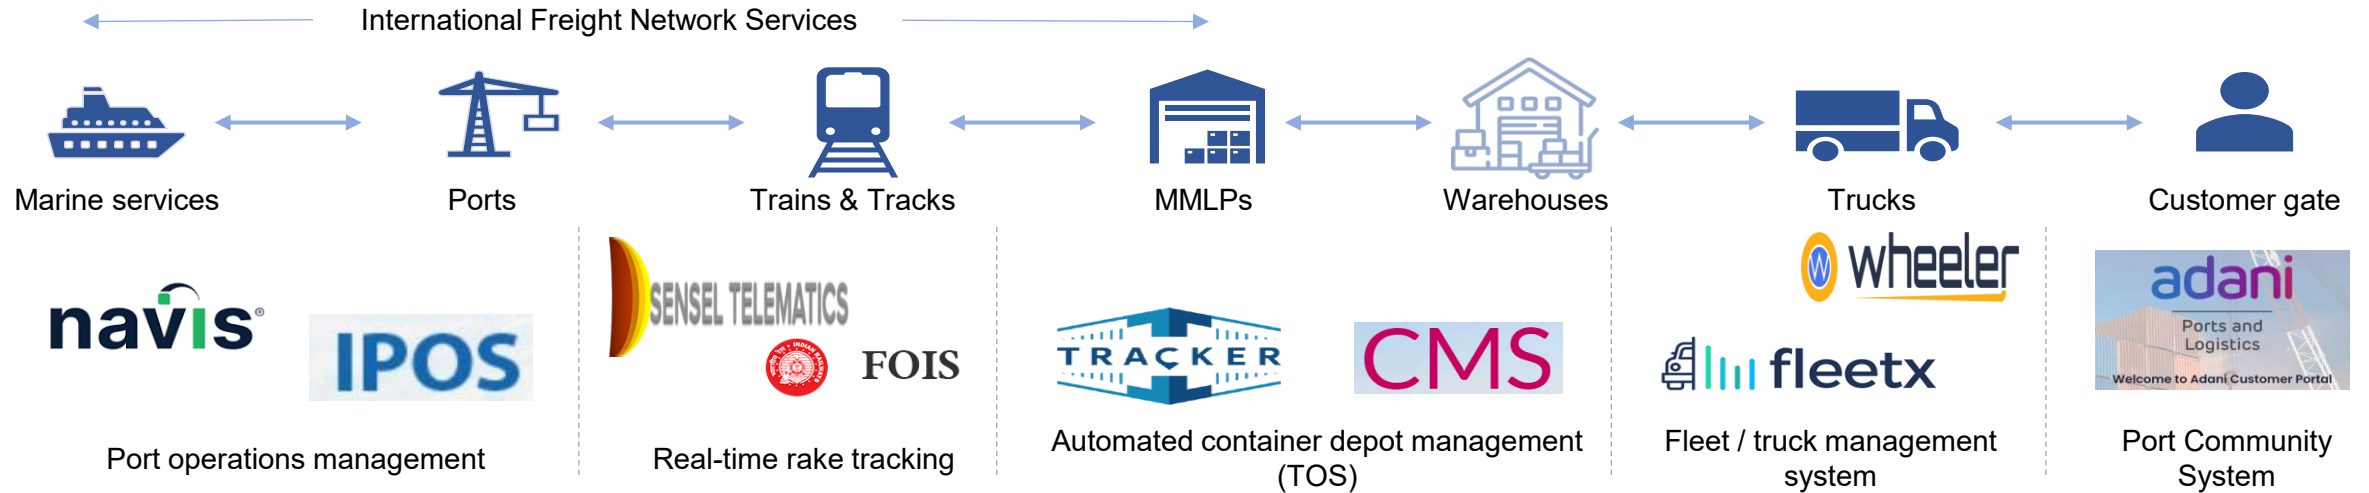 International Freight Network Services
Marine services
Ports
Trains & Tracks
MMLPs
Warehouses
Trucks
Customer gate
navis®
IPOS
SENSEL TELEMATICS
FOIS
TRACKER
CMS
W wheeler
fleetx
adani
Ports and
Logistics
Welcome to Adani Customer Portal
Port operations management
Real-time rake tracking
Automated container depot management
(TOS)
Fleet / truck management
system
Port Community
System